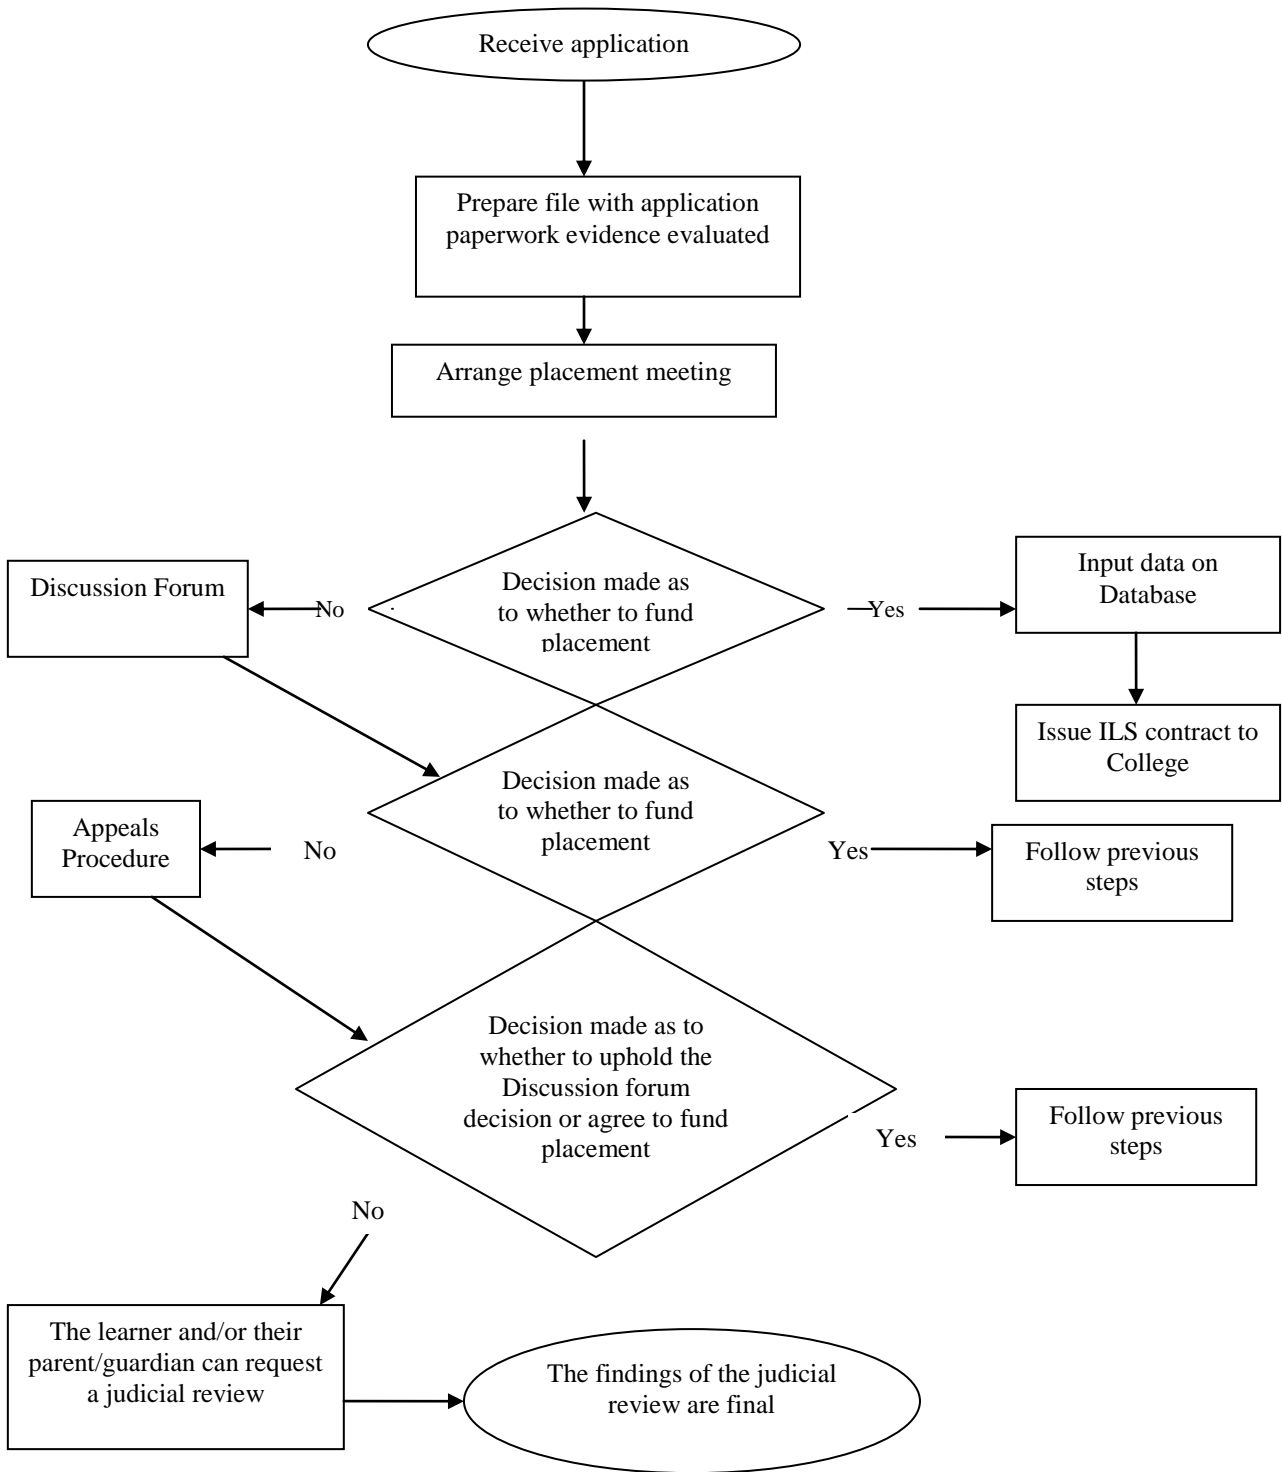 Receive application
Prepare file with application
paperwork evidence evaluated
Arrange placement meeting
Decision made as
to whether to fund
placement
No
Discussion Forum
Yes
Input data on
Database
Issue ILS contract to
College
Decision made as
to whether to fund
placement
No
Appeals
Procedure
Yes
Follow previous
steps
Decision made as to
whether to uphold the
Discussion forum
decision or agree to fund
placement
Yes
Follow previous
steps
No
The learner and/or their
parent/guardian can request
a judicial review
The findings of the judicial
review are final